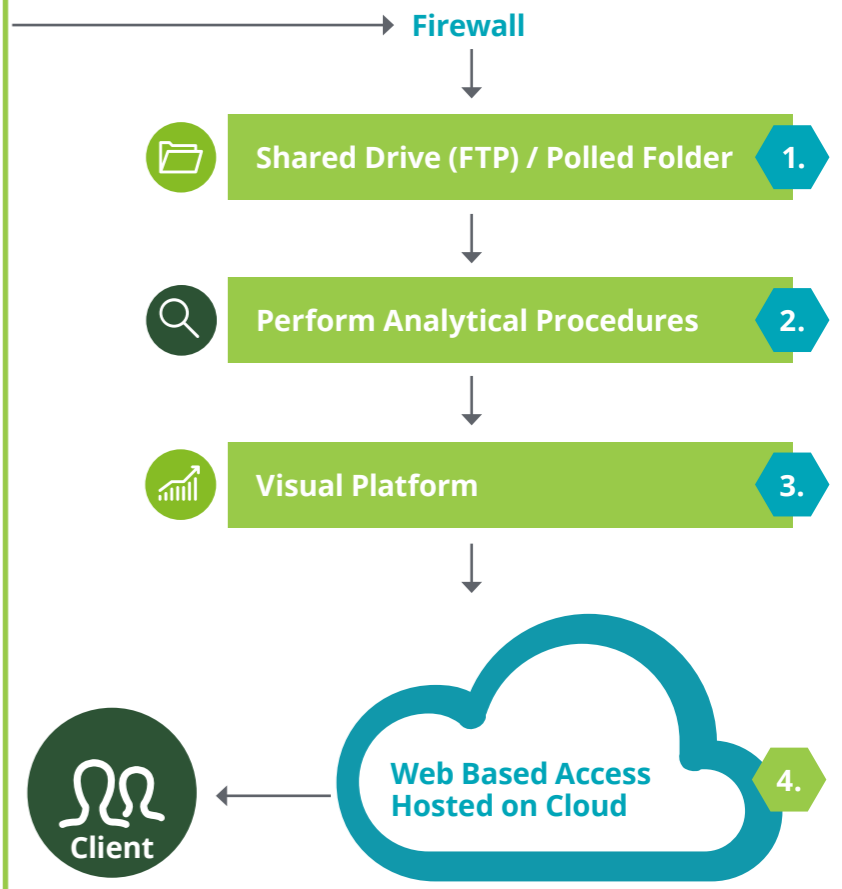 Firewall
Shared Drive (FTP) / Polled Folder
1.
Perform Analytical Procedures
2.
Visual Platform
3.
Web Based Access
Hosted on Cloud
4.
Client